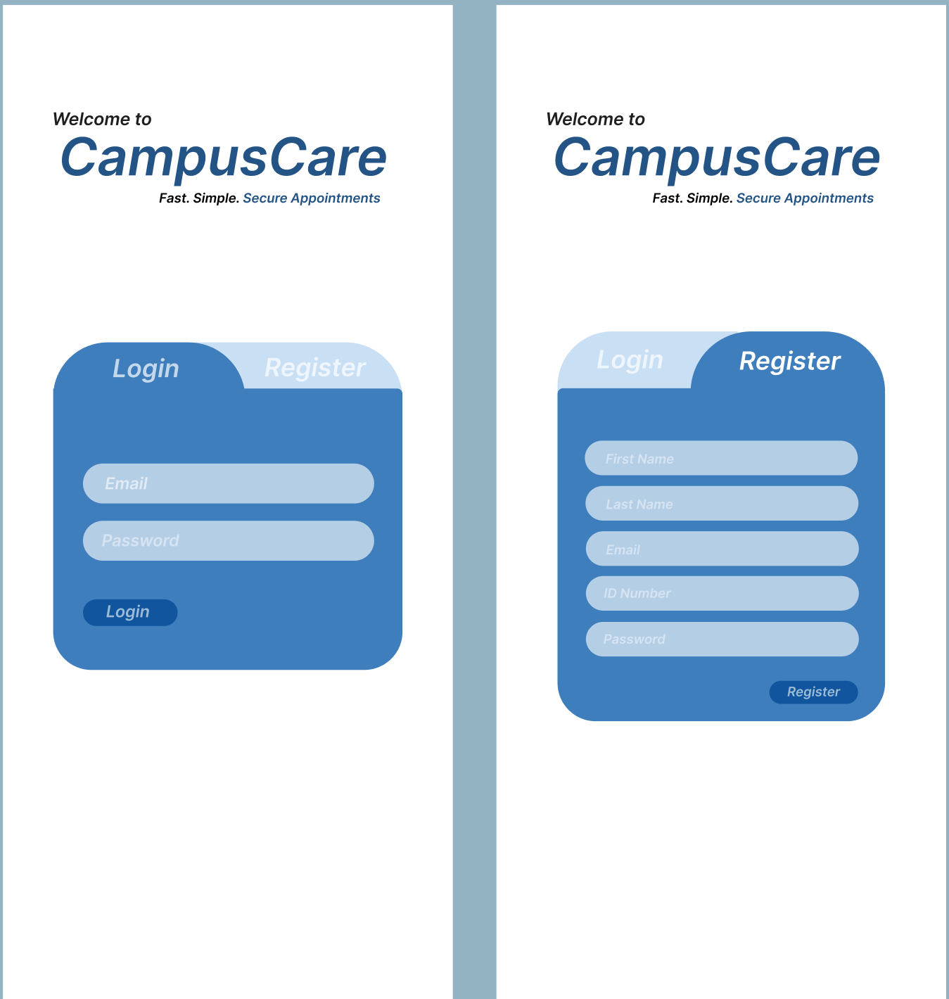 Welcome to
CampusCare
Fast. Simple. Secure Appointments
Login Register
Email
Password
Login
Welcome to
CampusCare
Fast. Simple. Secure Appointments
Login Register
First Name
Last Name
Email
ID Number
Password
Register